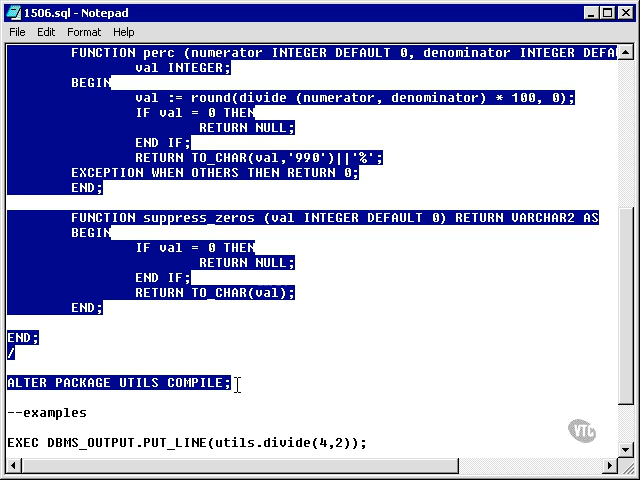 1506.sql - Notepad
File Edit Format Help
FUNCTION perc (numerator INTEGER DEFAULT 0, denominator INTEGER DEFA
val INTEGER;
BEGIN
val := round(divide (numerator, denominator) * 100, 0);
IF val = 0 THEN
RETURN NULL;
END IF;
RETURN TO_CHAR(val,'990')||'%';
EXCEPTION WHEN OTHERS THEN RETURN 0;
END;
FUNCTION suppress_zeros (val INTEGER DEFAULT 0) RETURN VARCHAR2 AS
BEGIN
IF val = 0 THEN
RETURN NULL;
END IF;
RETURN TO_CHAR(val);
END;
END;
/
ALTER PACKAGE UTILS COMPILE;
--examples
VTC
EXEC DBMS_OUTPUT.PUT_LINE(utils.divide(4,2));